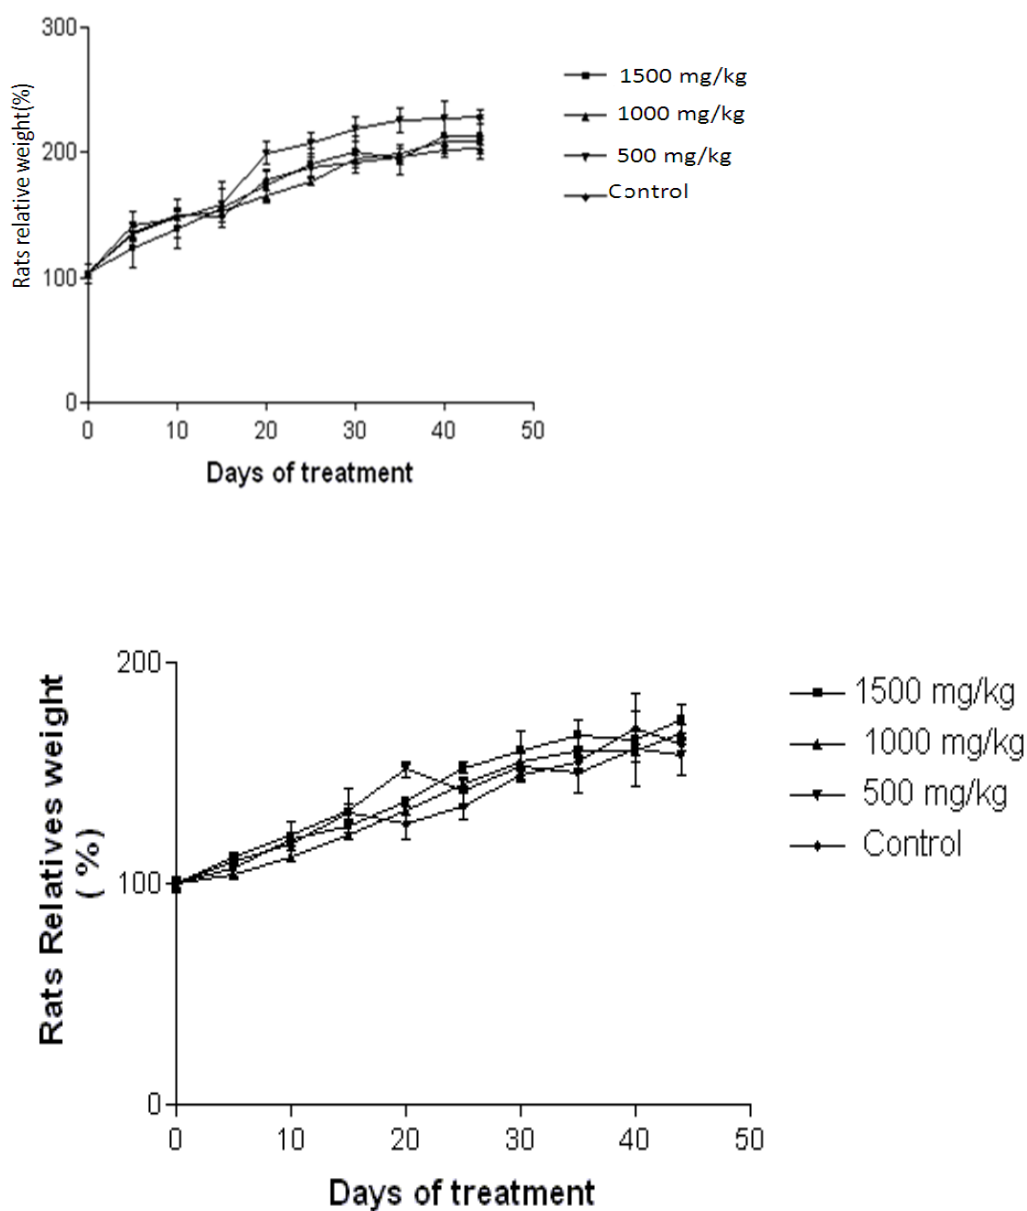 300
200
100
0
Rats relative weight(%)
0 10 20 30 40 50
Days of treatment
1500 mg/kg
1000 mg/kg
500 mg/kg
Control
200
100
0
Rats Relatives weight
( %)
0 10 20 30 40 50
Days of treatment
1500 mg/kg
1000 mg/kg
500 mg/kg
Control